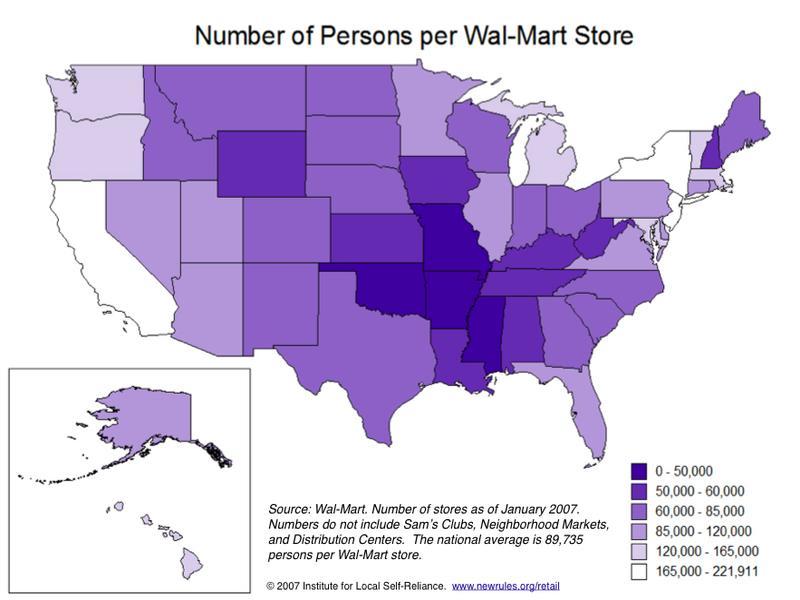 Number of Persons per Wal-Mart Store
0 - 50,000
50,000 - 60,000
60,000 - 85,000
85,000 - 120,000
120,000 - 165,000
165,000 - 221,911
Source: Wal-Mart. Number of stores as of January 2007.
Numbers do not include Sam's Clubs, Neighborhood Markets,
and Distribution Centers. The national average is 89,735
persons per Wal-Mart store.
© 2007 Institute for Local Self-Reliance. www.newrules.org/retail